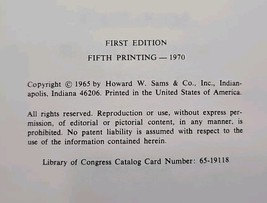 FIRST EDITION
FIFTH PRINTING — 1970
Copyright © 1965 by Howard W. Sams & Co., Inc., Indian-
apolis, Indiana 46206. Printed in the United States of America.
All rights reserved. Reproduction or use, without express per-
mission, of editorial or pictorial content, in any manner, is
prohibited. No patent liability is assumed with respect to
the use of the information contained herein.
Library of Congress Catalog Card Number: 65-19118